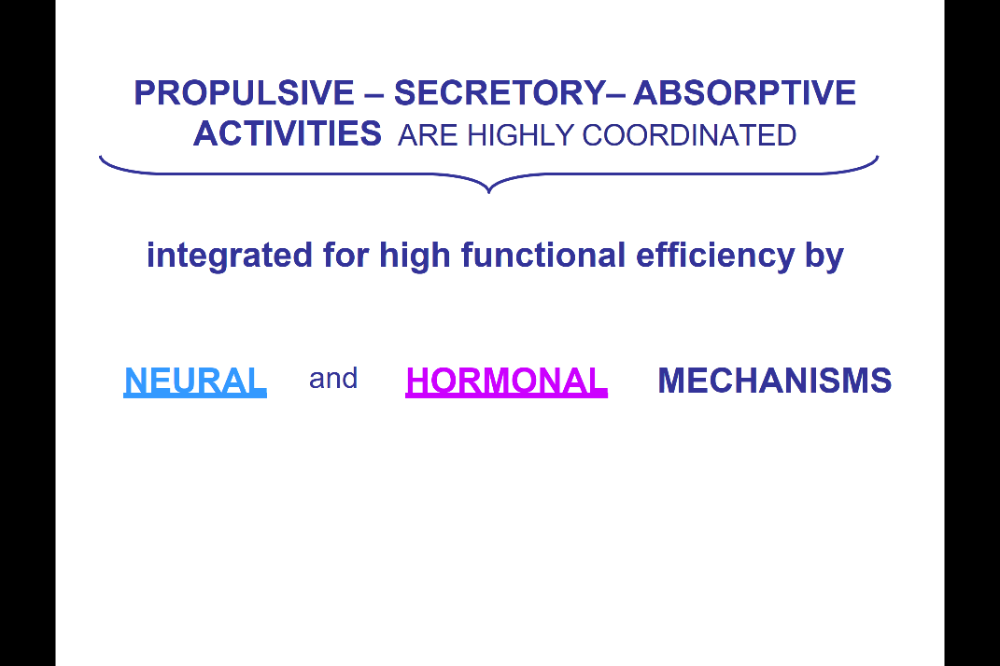 PROPULSIVE – SECRETORY– ABSORPTIVE
ACTIVITIES ARE HIGHLY COORDINATED
integrated for high functional efficiency by
NEURAL and HORMONAL MECHANISMS